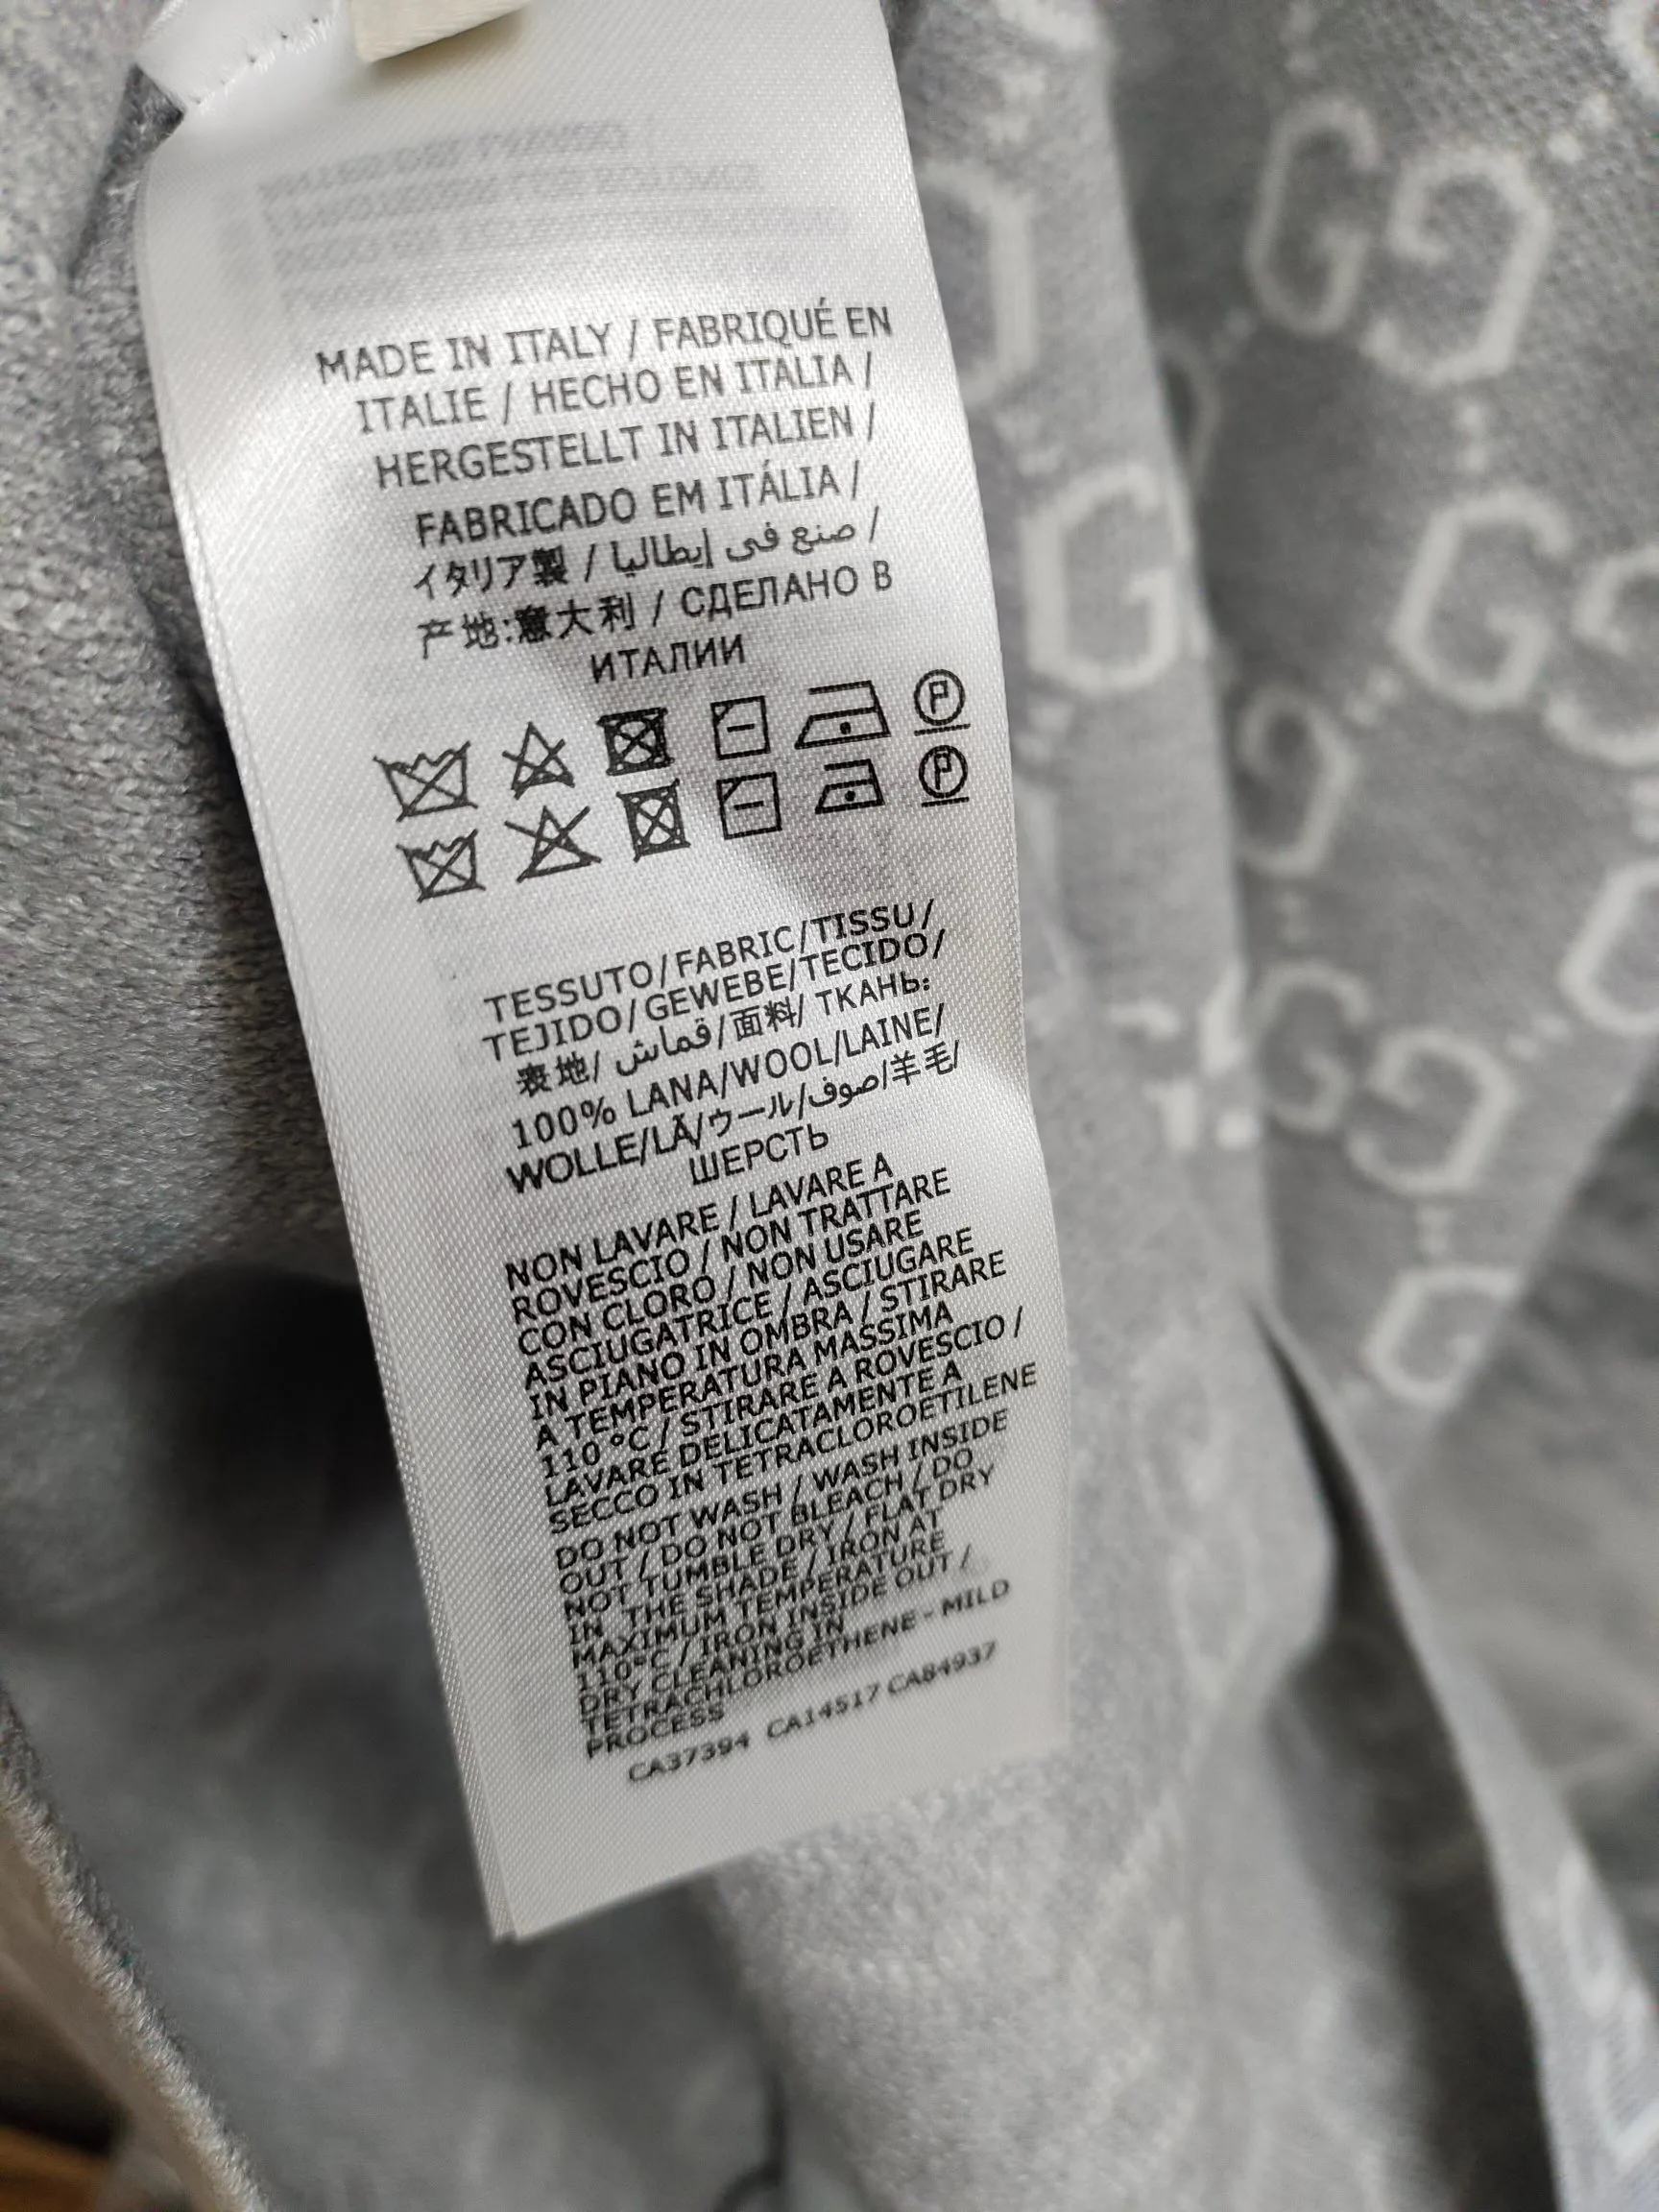 MADE IN ITALY / FABRIQUÉ EN
ITALIE / HECHO EN ITALIA /
HERGESTELLT IN ITALIEN /
FABRICADO EM ITÁLIA /
イタリア製 / صنع في إيطاليا /
产地:意大利 / СДЕЛАНО В
ИТАЛИИ
P
P
TESSUTO/FABRIC/TISSU/
TEJIDO/GEWEBE/TECIDO/
表地/ قماش/面料/ ТКАНЬ:
100% LANA/WOOL/LAINE/
WOLLE/LÃ/ウール/صوف/羊毛/
ШЕРСТЬ
NON LAVARE / LAVARE A
ROVESCIO / NON TRATTARE
CON CLORO / NON USARE
ASCIUGATRICE / ASCIUGARE
IN PIANO IN OMBRA / STIRARE
A TEMPERATURA MASSIMA
110 °C / STIRARE A ROVESCIO /
LAVARE DELICATAMENTE A
SECCO IN TETRACLOROETILENE
DO NOT WASH / WASH INSIDE
OUT / DO NOT BLEACH / DO
NOT TUMBLE DRY / FLAT DRY
IN THE SHADE / IRON AT
MAXIMUM TEMPERATURE
110°C / IRON INSIDE OUT /
DRY CLEANING IN
TETRACHLOROETHENE - MILD
PROCESS
CA37394 CA14517 CA84937